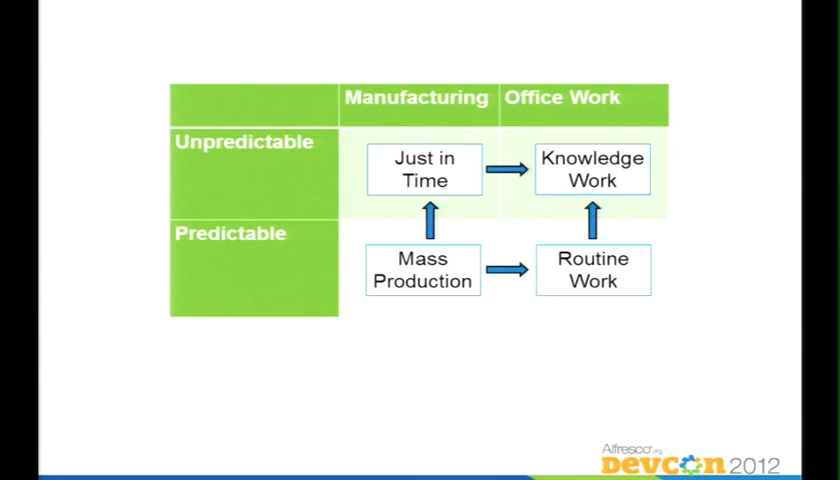 Manufacturing
Office Work
Unpredictable
Just in
Time
Knowledge
Work
Predictable
Mass
Production
Routine
Work
Alfresco.org
DEVCON 2012